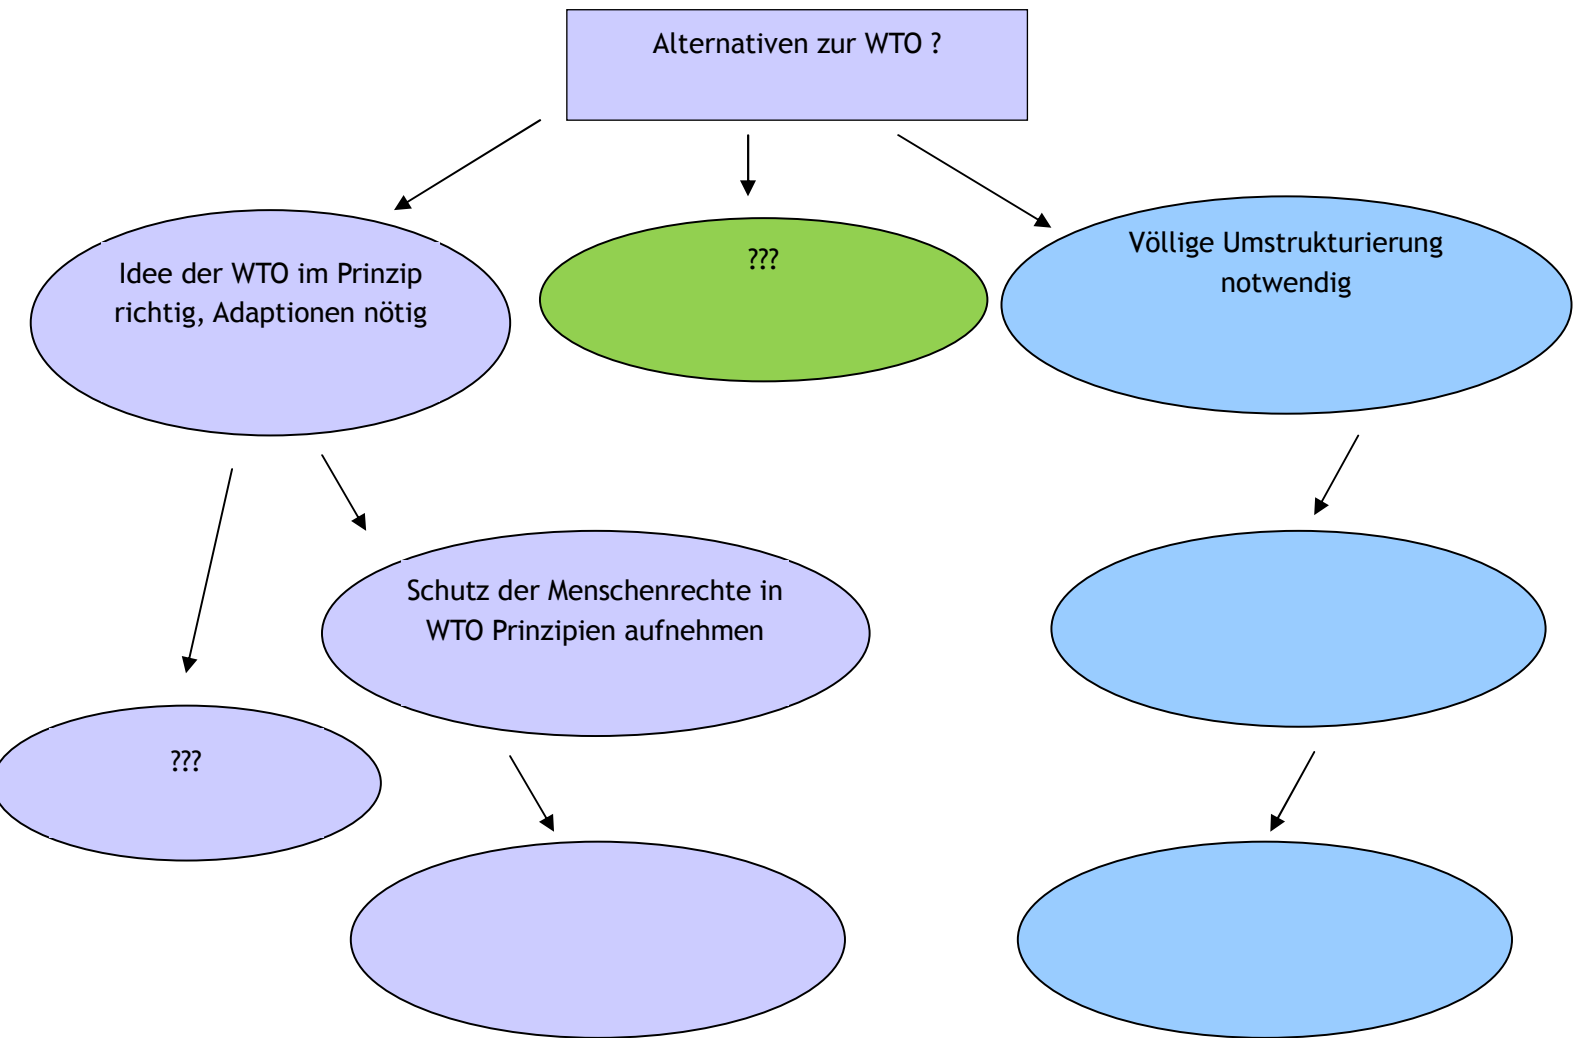 Alternativen zur WTO ?
Idee der WTO im Prinzip
richtig, Adaptionen nötig
???
Völlige Umstrukturierung
notwendig
Schutz der Menschenrechte in
WTO Prinzipien aufnehmen
???